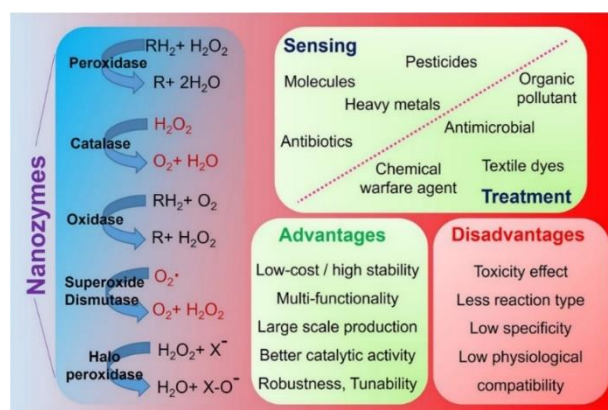 Nanozymes
Peroxidase
RH₂+ H₂O₂
R+ 2H₂O
Catalase
H₂O₂
O₂+ H₂O
Oxidase
RH₂+ O₂
R+ H₂O₂
Superoxide
Dismutase
O₂·
O₂+ H₂O₂
Halo
peroxidase
H₂O₂+ X⁻
H₂O+ X-O⁻
Sensing
Pesticides
Molecules
Heavy metals
Antibiotics
Organic
pollutant
Antimicrobial
Chemical
warfare agent
Textile dyes
Treatment
Advantages
Low-cost / high stability
Multi-functionality
Large scale production
Better catalytic activity
Robustness, Tunability
Disadvantages
Toxicity effect
Less reaction type
Low specificity
Low physiological
compatibility